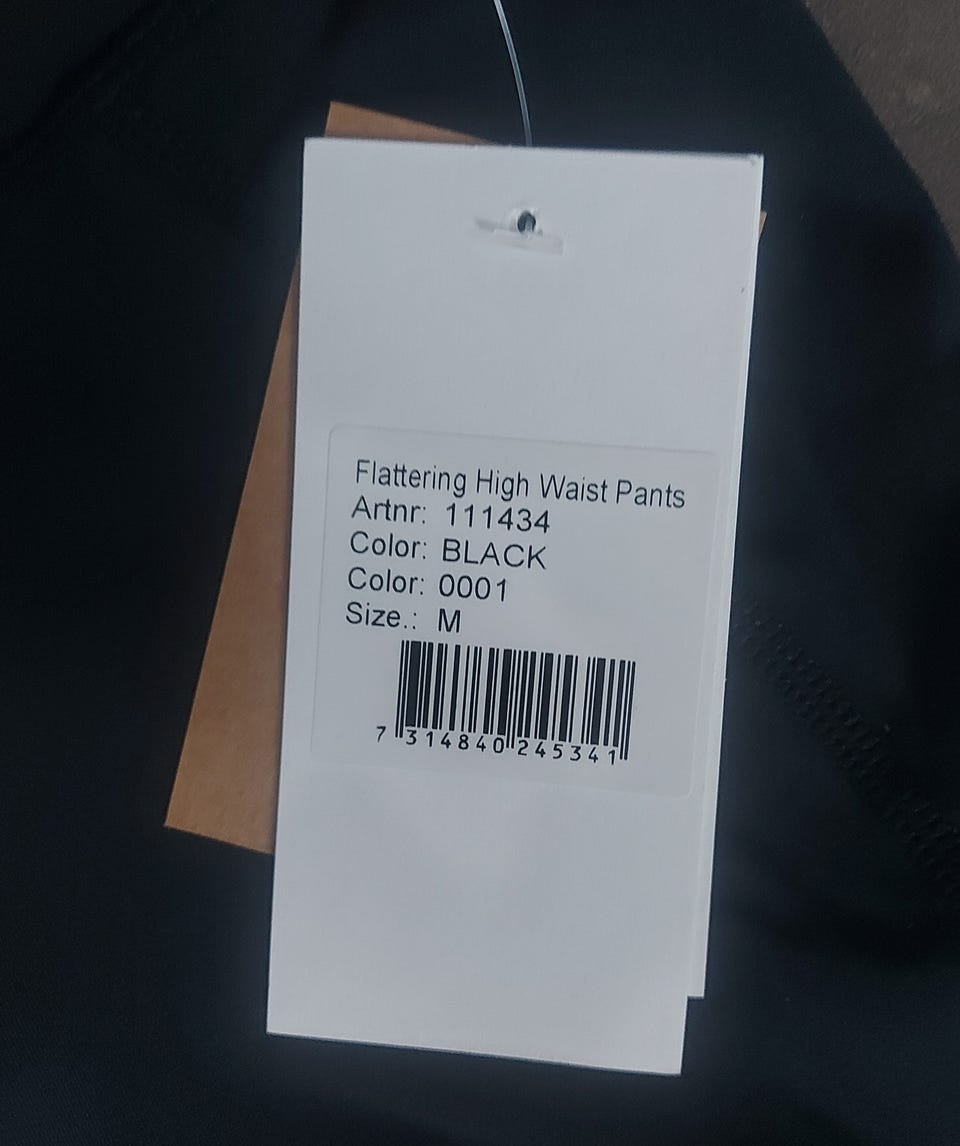 Flattering High Waist Pants
Artnr: 111434
Color: BLACK
Color: 0001
Size.: M
7 314840 245341